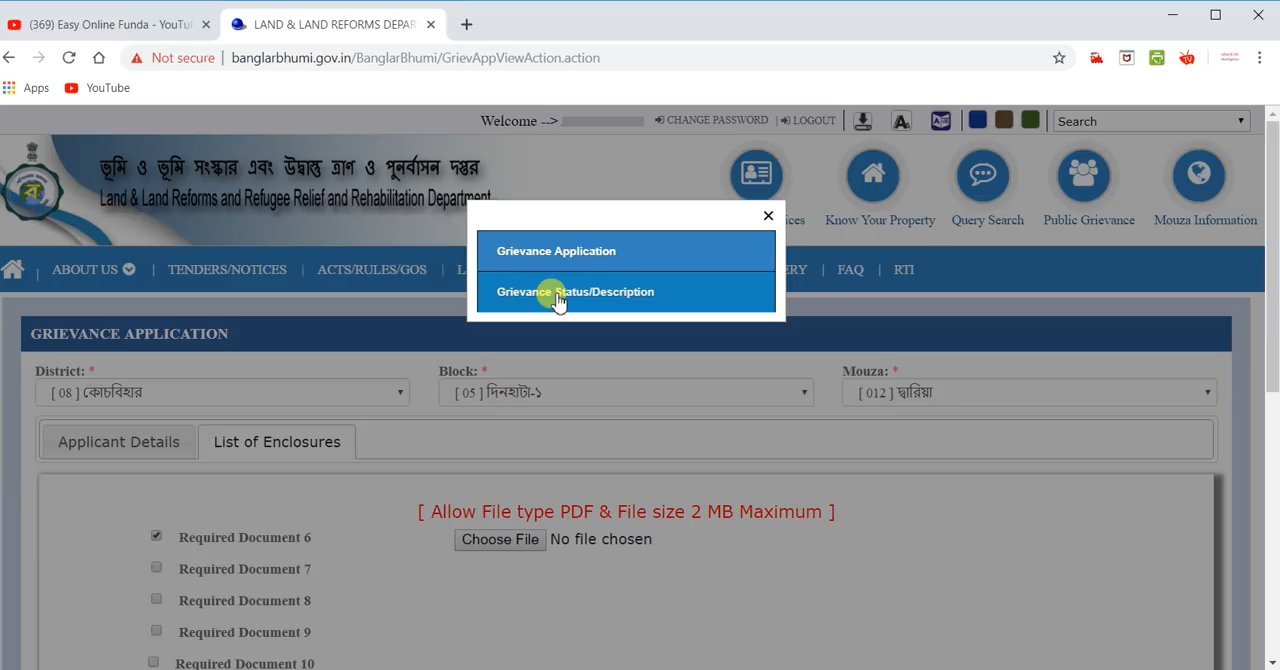 (369) Easy Online Funda - YouTu
LAND & LAND REFORMS DEPAR
Not secure
banglarbhumi.gov.in/BanglarBhumi/GrievAppViewAction.action
Apps
YouTube
Welcome -->
CHANGE PASSWORD | LOGOUT
Search
ভূমি ও ভূমি সংস্কার এবং উদ্বাস্তু ত্রাণ ও পুনর্বাসন দপ্তর
Land & Land Reforms and Refugee Relief and Rehabilitation Department
Know Your Property
Query Search
Public Grievance
Mouza Information
Grievance Application
Grievance Status/Description
ABOUT US | TENDERS/NOTICES | ACTS/RULES/GOS | FAQ | RTI
GRIEVANCE APPLICATION
District: *
Block: *
Mouza: *
[ 08 ] কোচবিহার
[ 05 ] দিনহাটা-১
[ 012 ] দ্বারিয়া
Applicant Details
List of Enclosures
[ Allow File type PDF & File size 2 MB Maximum ]
Required Document 6
Choose File No file chosen
Required Document 7
Required Document 8
Required Document 9
Required Document 10